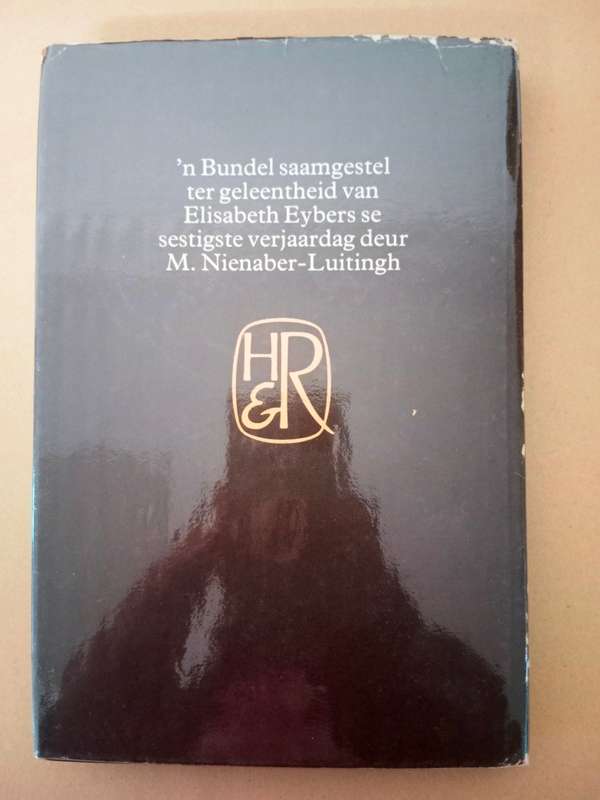 'n Bundel saamgestel
ter geleentheid van
Elisabeth Eybers se
sestigste verjaardag deur
M. Nienaber-Luitingh
H&R